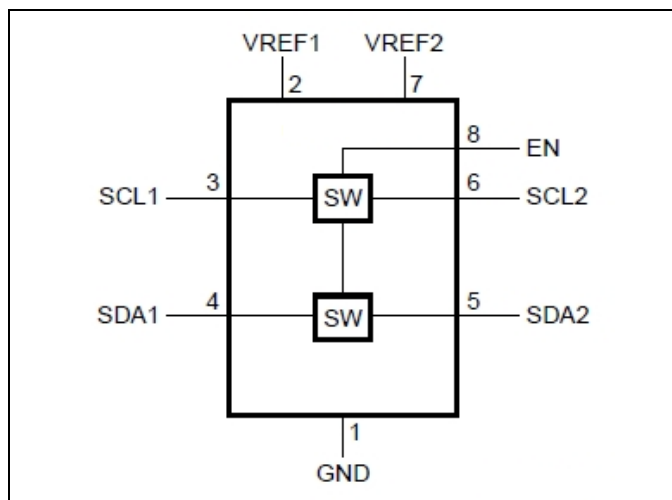 VREF1 VREF2
2 7
8 EN
SCL1 3 SW 6 SCL2
SDA1 4 SW 5 SDA2
1
GND